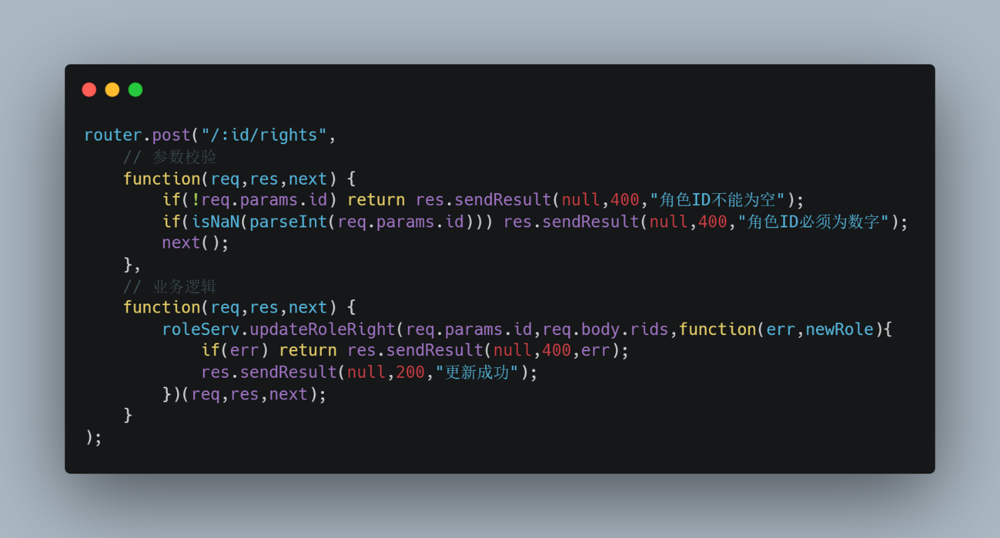 router.post("/:id/rights",
    // 参数校验
    function(req,res,next) {
        if(!req.params.id) return res.sendResult(null,400,"角色ID不能为空");
        if(isNaN(parseInt(req.params.id))) res.sendResult(null,400,"角色ID必须为数字");
        next();
    },
    // 业务逻辑
    function(req,res,next) {
        roleServ.updateRoleRight(req.params.id,req.body.rids,function(err,newRole){
            if(err) return res.sendResult(null,400,err);
            res.sendResult(null,200,"更新成功");
        })(req,res,next);
    }
);